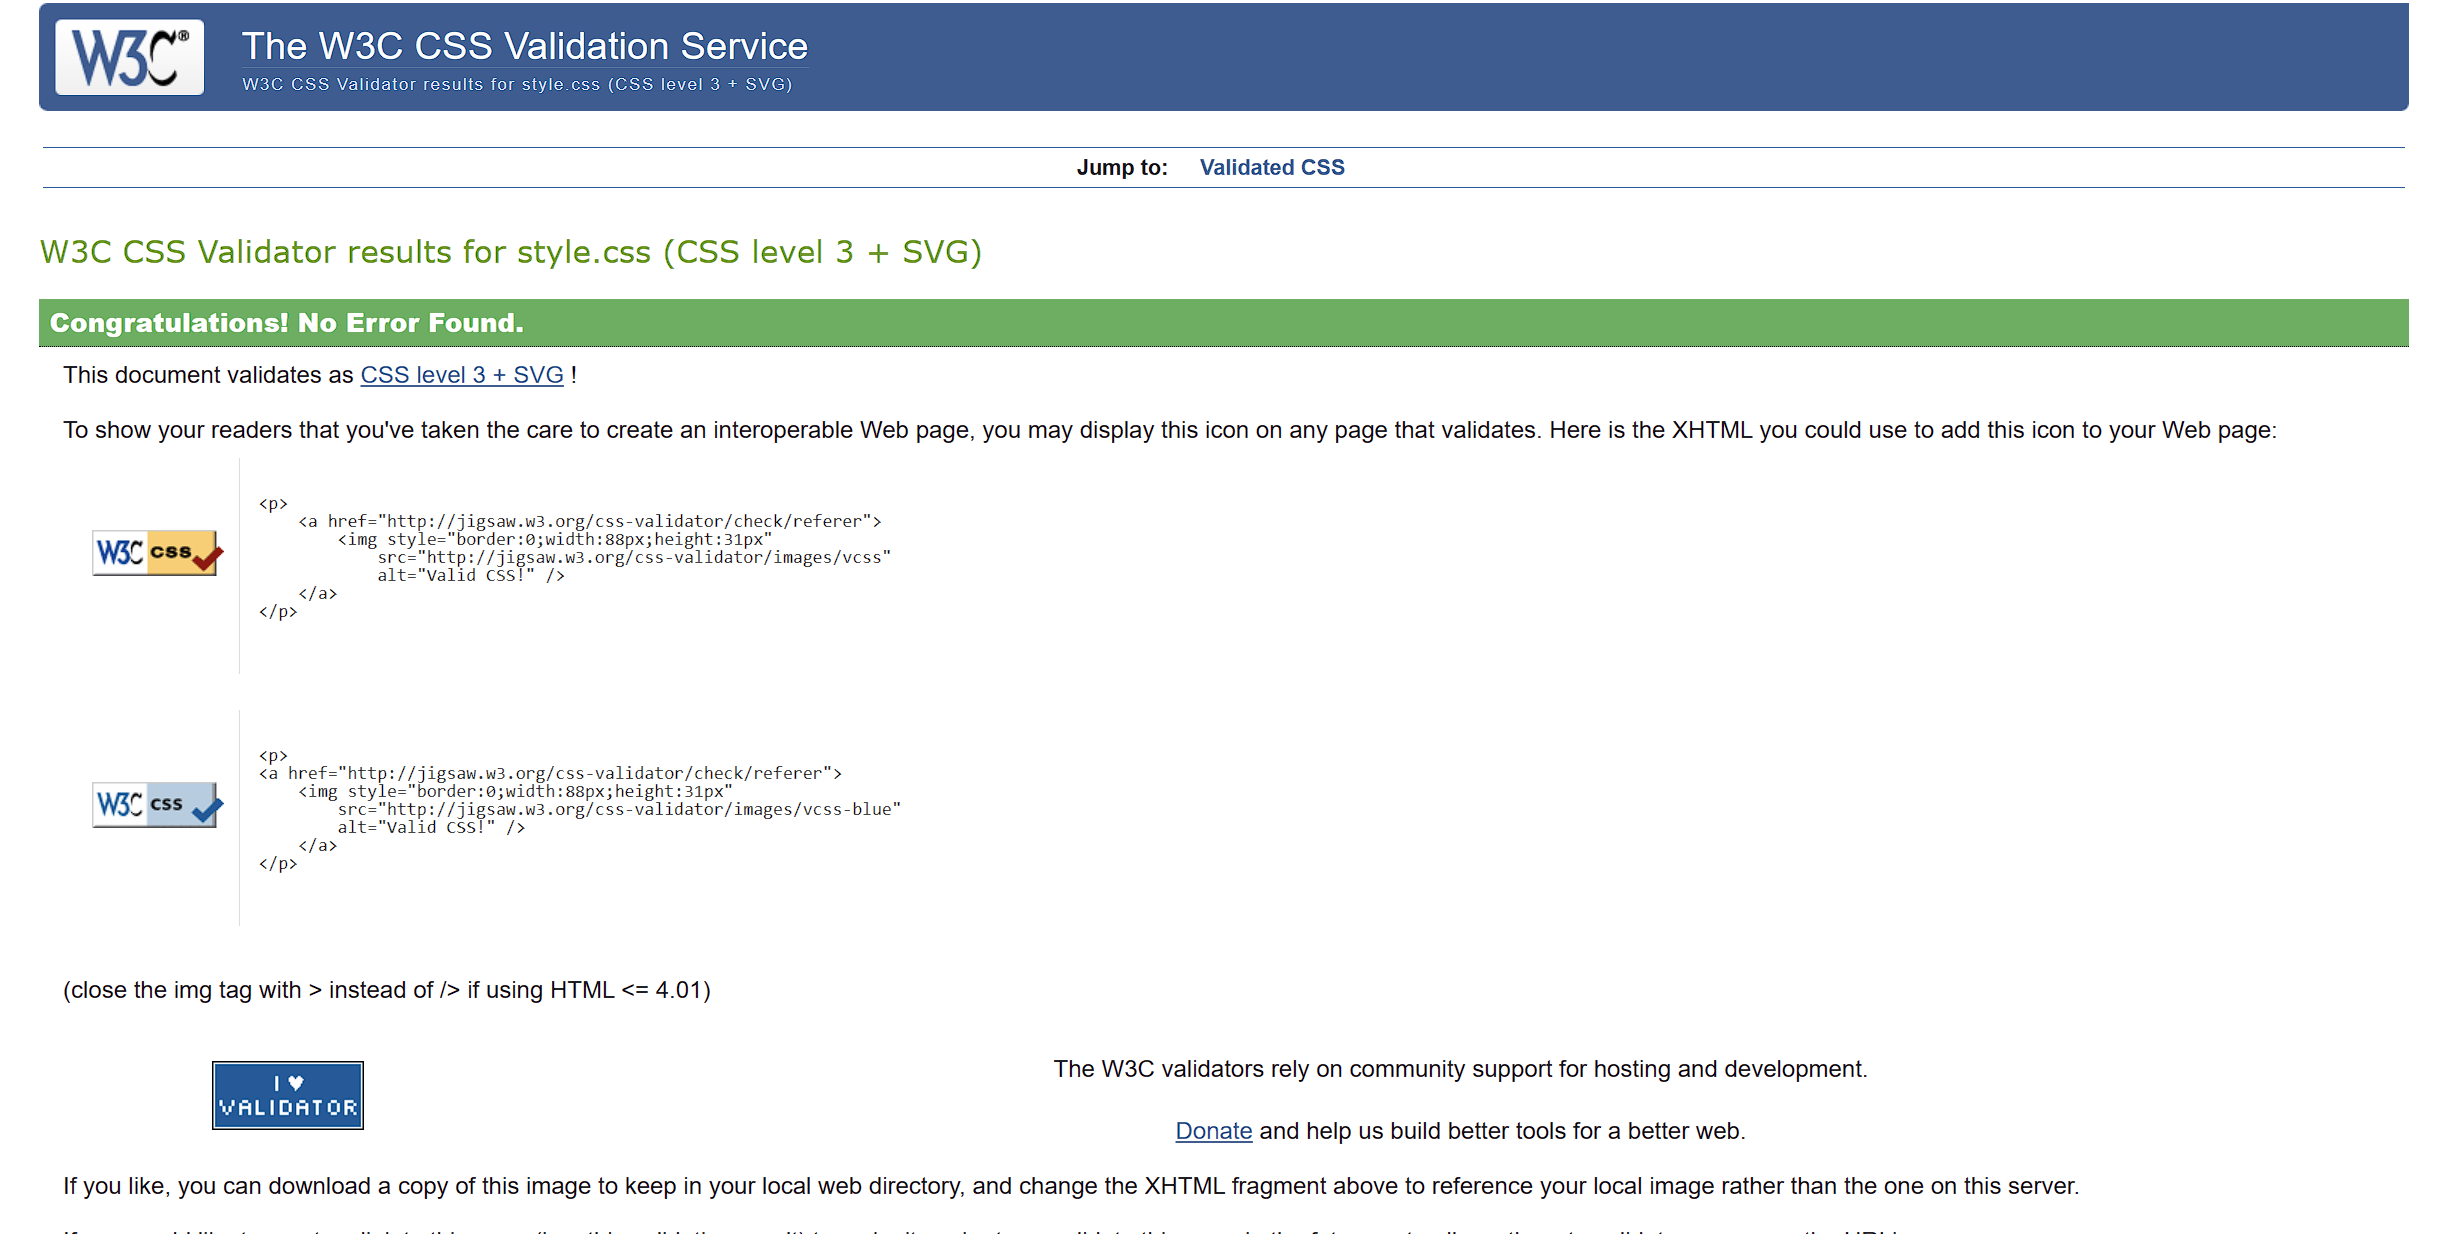 W3C®
The W3C CSS Validation Service
W3C CSS Validator results for style.css (CSS level 3 + SVG)
Jump to: Validated CSS
W3C CSS Validator results for style.css (CSS level 3 + SVG)
Congratulations! No Error Found.
This document validates as CSS level 3 + SVG !
To show your readers that you've taken the care to create an interoperable Web page, you may display this icon on any page that validates. Here is the XHTML you could use to add this icon to your Web page:
W3C css
<p>
<a href="http://jigsaw.w3.org/css-validator/check/referer">
<img style="border:0;width:88px;height:31px"
src="http://jigsaw.w3.org/css-validator/images/vcss"
alt="Valid CSS!" />
</a>
</p>
W3C css
<p>
<a href="http://jigsaw.w3.org/css-validator/check/referer">
<img style="border:0;width:88px;height:31px"
src="http://jigsaw.w3.org/css-validator/images/vcss-blue"
alt="Valid CSS!" />
</a>
</p>
(close the img tag with > instead of /> if using HTML <= 4.01)
I ♥
VALIDATOR
The W3C validators rely on community support for hosting and development.
Donate and help us build better tools for a better web.
If you like, you can download a copy of this image to keep in your local web directory, and change the XHTML fragment above to reference your local image rather than the one on this server.